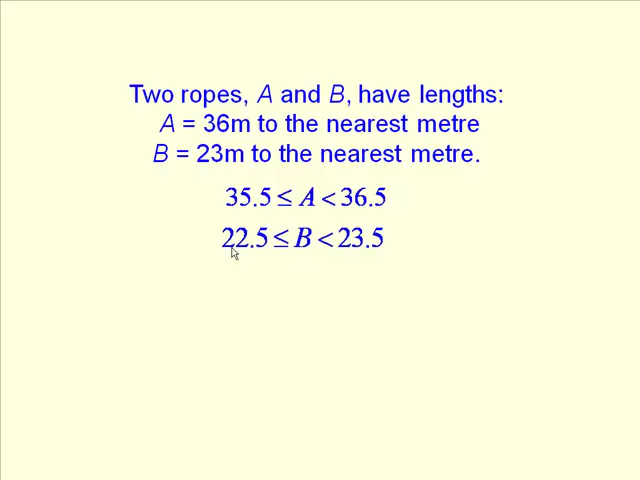 Two ropes, A and B, have lengths:
A = 36m to the nearest metre
B = 23m to the nearest metre.
35.5 ≤ A < 36.5
22.5 ≤ B < 23.5